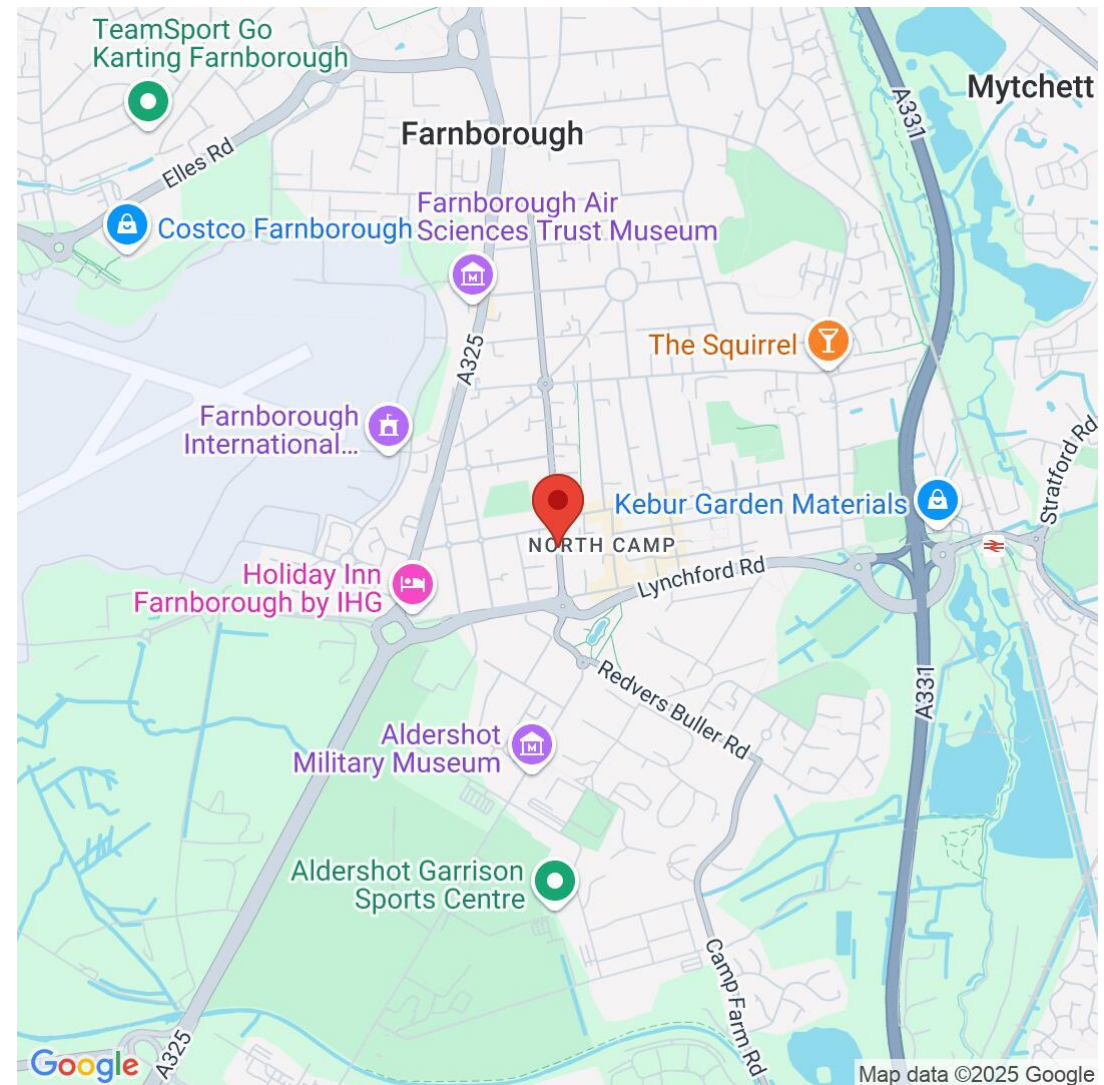 TeamSport Go
Karting Farnborough
Mytchett
A331
Farnborough
Elles Rd
Farnborough Air
Sciences Trust Museum
Costco Farnborough
The Squirrel
A325
Farnborough
International...
Stratford Rd
Kebur Garden Materials
NORTH CAMP
Lynchford Rd
Holiday Inn
Farnborough by IHG
Redvers Buller Rd
A331
Aldershot
Military Museum
Aldershot Garrison
Sports Centre
Camp Farm Rd
A325
Google
Map data ©2025 Google